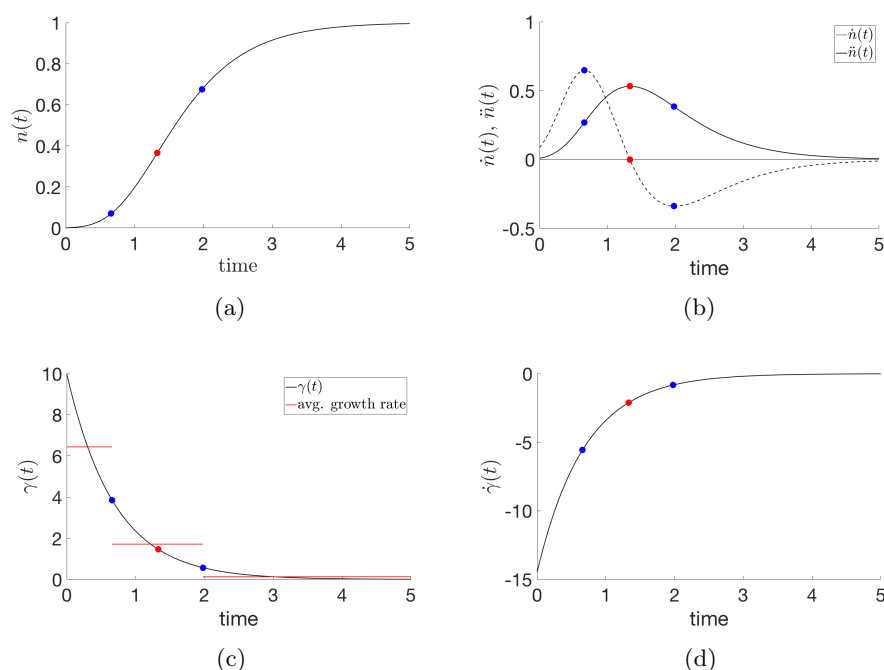 1
0.8
0.6
0.4
0.2
0
n(t)
0 1 2 3 4 5
time
(a)
1
0.5
0
-0.5
ṅ(t), n̈(t)
ṅ(t)
n̈(t)
0 1 2 3 4 5
time
(b)
10
8
6
4
2
0
γ(t)
γ(t)
avg. growth rate
0 1 2 3 4 5
time
(c)
0
-5
-10
-15
γ̇(t)
0 1 2 3 4 5
time
(d)